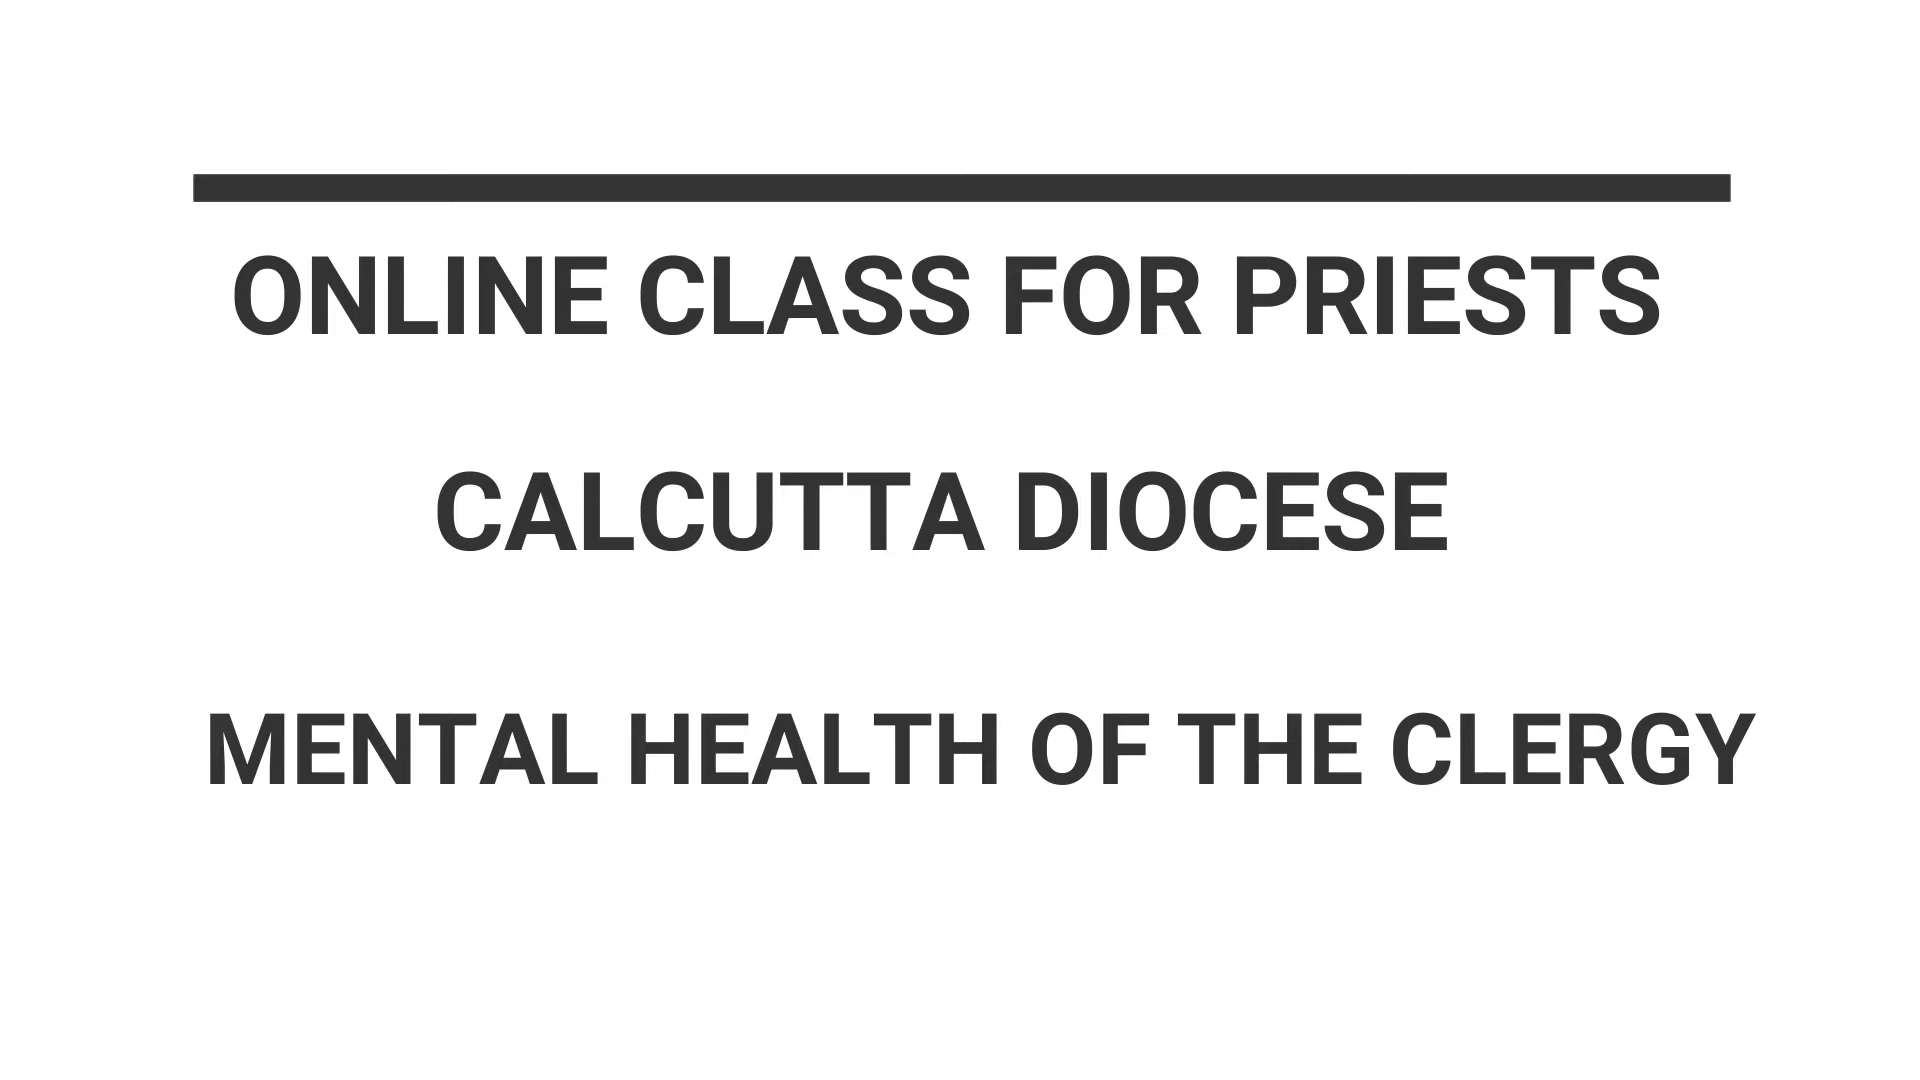 ONLINE CLASS FOR PRIESTS
CALCUTTA DIOCESE
MENTAL HEALTH OF THE CLERGY